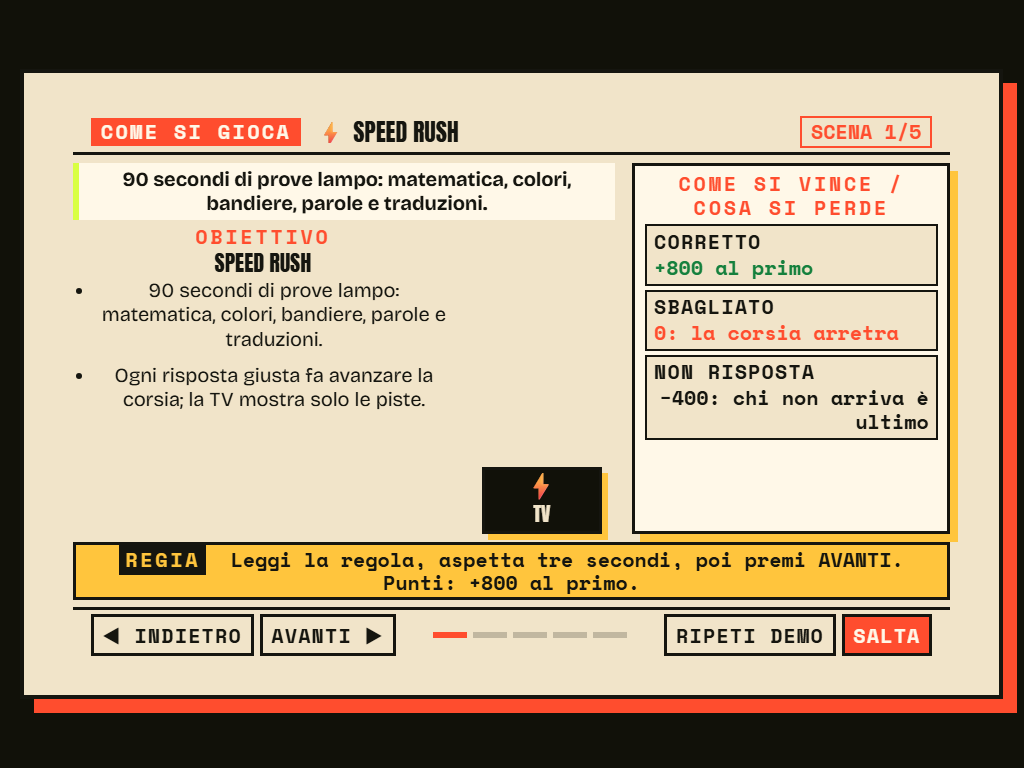 COME SI GIOCA
SPEED RUSH
SCENA 1/5
90 secondi di prove lampo: matematica, colori,
bandiere, parole e traduzioni.
OBIETTIVO
SPEED RUSH
• 90 secondi di prove lampo:
matematica, colori, bandiere, parole e
traduzioni.
• Ogni risposta giusta fa avanzare la
corsia; la TV mostra solo le piste.
TV
COME SI VINCE /
COSA SI PERDE
CORRETTO
+800 al primo
SBAGLIATO
0: la corsia arretra
NON RISPOSTA
-400: chi non arriva è
ultimo
REGIA Leggi la regola, aspetta tre secondi, poi premi AVANTI.
Punti: +800 al primo.
◀ INDIETRO
AVANTI ▶
RIPETI DEMO
SALTA